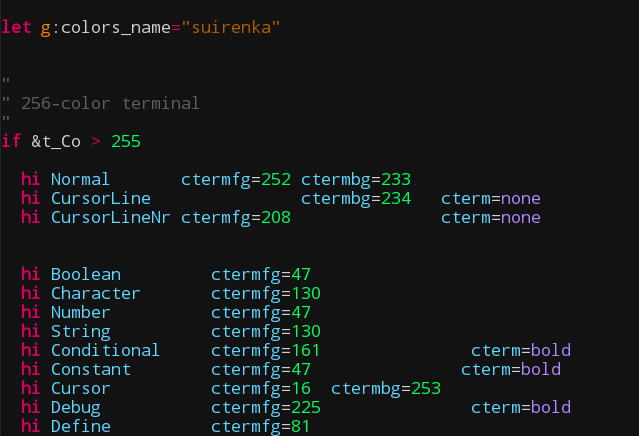 let g:colors_name="suirenka"
"
" 256-color terminal
"
if &t_Co > 255
hi Normal ctermfg=252 ctermbg=233
hi CursorLine ctermbg=234 cterm=none
hi CursorLineNr ctermfg=208 cterm=none
hi Boolean ctermfg=47
hi Character ctermfg=130
hi Number ctermfg=47
hi String ctermfg=130
hi Conditional ctermfg=161 cterm=bold
hi Constant ctermfg=47 cterm=bold
hi Cursor ctermfg=16 ctermbg=253
hi Debug ctermfg=225 cterm=bold
hi Define ctermfg=81